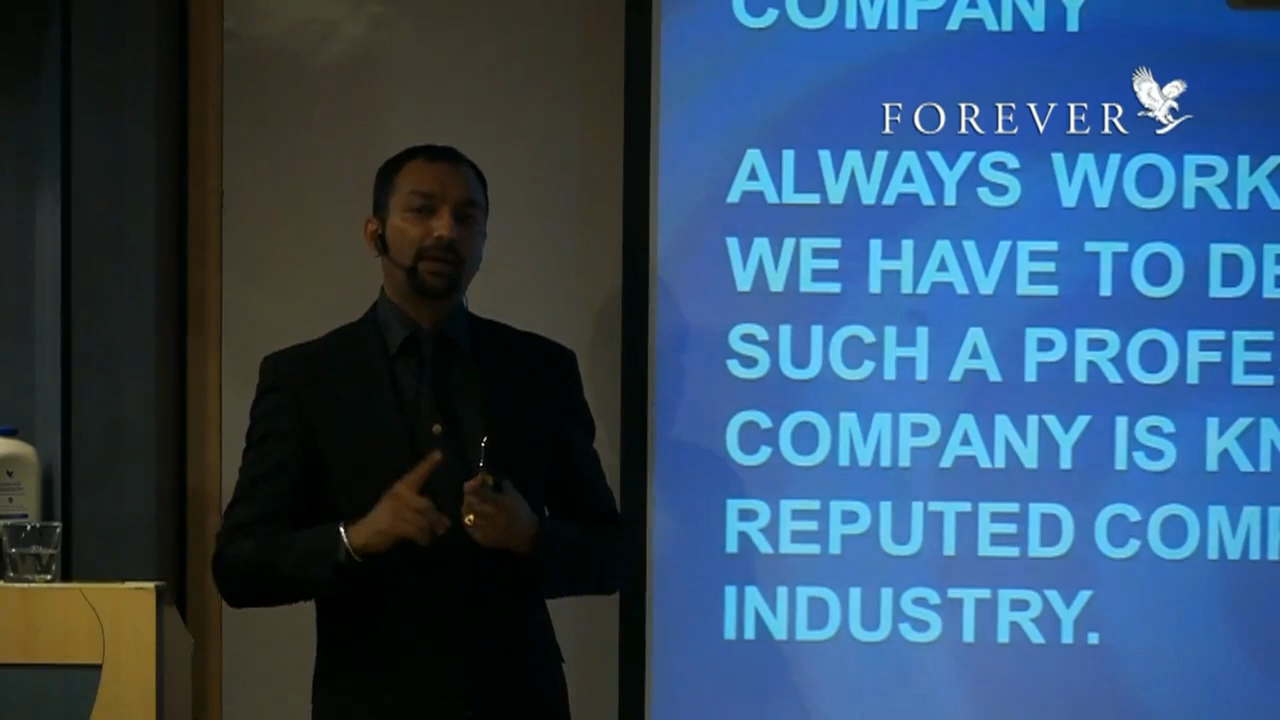 COMPANY
FOREVER
ALWAYS WORK
WE HAVE TO DE
SUCH A PROFE
COMPANY IS KN
REPUTED COM
INDUSTRY.